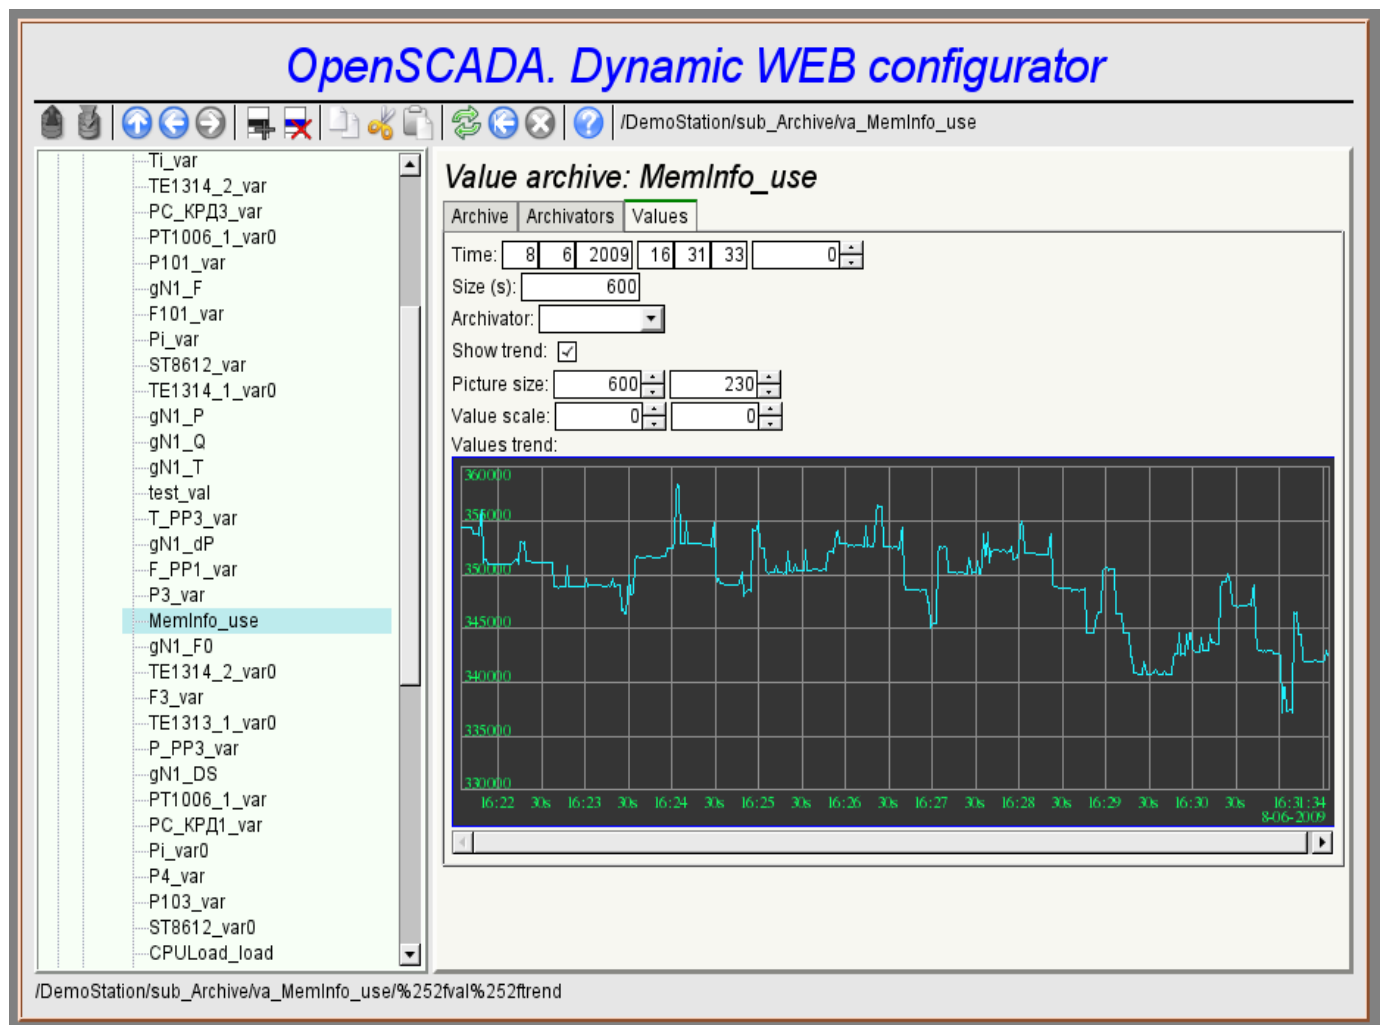 OpenSCADA. Dynamic WEB configurator
/DemoStation/sub_Archive/va_MemInfo_use
Ti_var
TE1314_2_var
PC_КРД3_var
PT1006_1_var0
P101_var
gN1_F
F101_var
Pi_var
ST8612_var
TE1314_1_var0
gN1_P
gN1_Q
gN1_T
test_val
T_PP3_var
gN1_dP
F_PP1_var
P3_var
MemInfo_use
gN1_F0
TE1314_2_var0
F3_var
TE1313_1_var0
P_PP3_var
gN1_DS
PT1006_1_var
PC_КРД1_var
Pi_var0
P4_var
P103_var
ST8612_var0
CPULoad_load
Value archive: MemInfo_use
Archive Archivators Values
Time: 8 6 2009 16 31 33 0
Size (s): 600
Archivator:
Show trend:
Picture size: 600 230
Value scale: 0 0
Values trend:
360000
355000
350000
345000
340000
335000
330000
16:22 30s 16:23 30s 16:24 30s 16:25 30s 16:26 30s 16:27 30s 16:28 30s 16:29 30s 16:30 30s 16:31:34
8-06-2009
/DemoStation/sub_Archive/va_MemInfo_use/%252fval%252ftrend